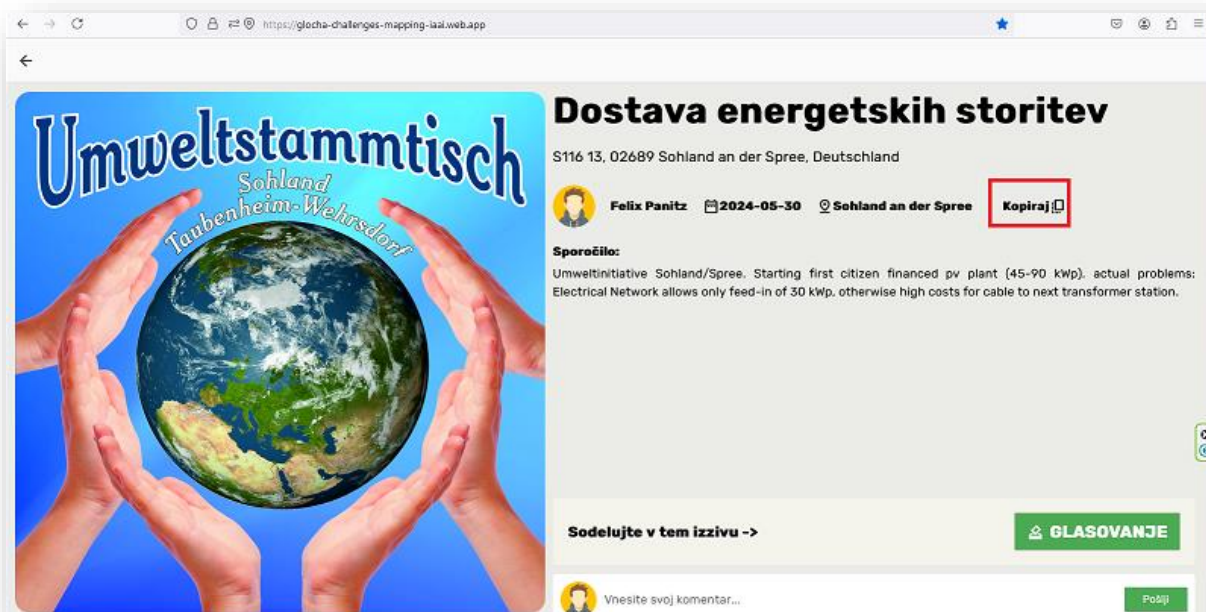 https://glocha-challenges-mapping-iaai.web.app
Umweltstammtisch
Sohland
Taubenheim-Wehrsdorf
Dostava energetskih storitev
S116 13, 02689 Sohland an der Spree, Deutschland
Felix Panitz 2024-05-30 Sohland an der Spree Kopiraj
Sporočilo:
Umweltinitiative Sohland/Spree. Starting first citizen financed pv plant (45-90 kWp). actual problems:
Electrical Network allows only feed-in of 30 kWp, otherwise high costs for cable to next transformer station.
Sodelujte v tem izzivu ->
GLASOVANJE
Vnesite svoj komentar...
Pošlji